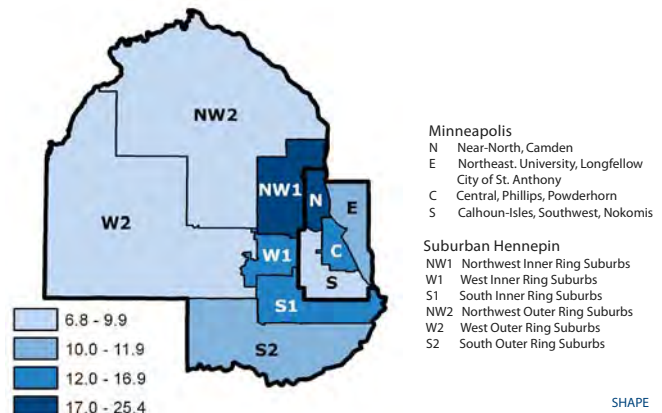 NW2
NW1
N
E
W2
W1
C
S
S1
S2
6.8 - 9.9
10.0 - 11.9
12.0 - 16.9
17.0 - 25.4
Minneapolis
N Near-North, Camden
E Northeast. University, Longfellow
City of St. Anthony
C Central, Phillips, Powderhorn
S Calhoun-Isles, Southwest, Nokomis
Suburban Hennepin
NW1 Northwest Inner Ring Suburbs
W1 West Inner Ring Suburbs
S1 South Inner Ring Suburbs
NW2 Northwest Outer Ring Suburbs
W2 West Outer Ring Suburbs
S2 South Outer Ring Suburbs
SHAPE